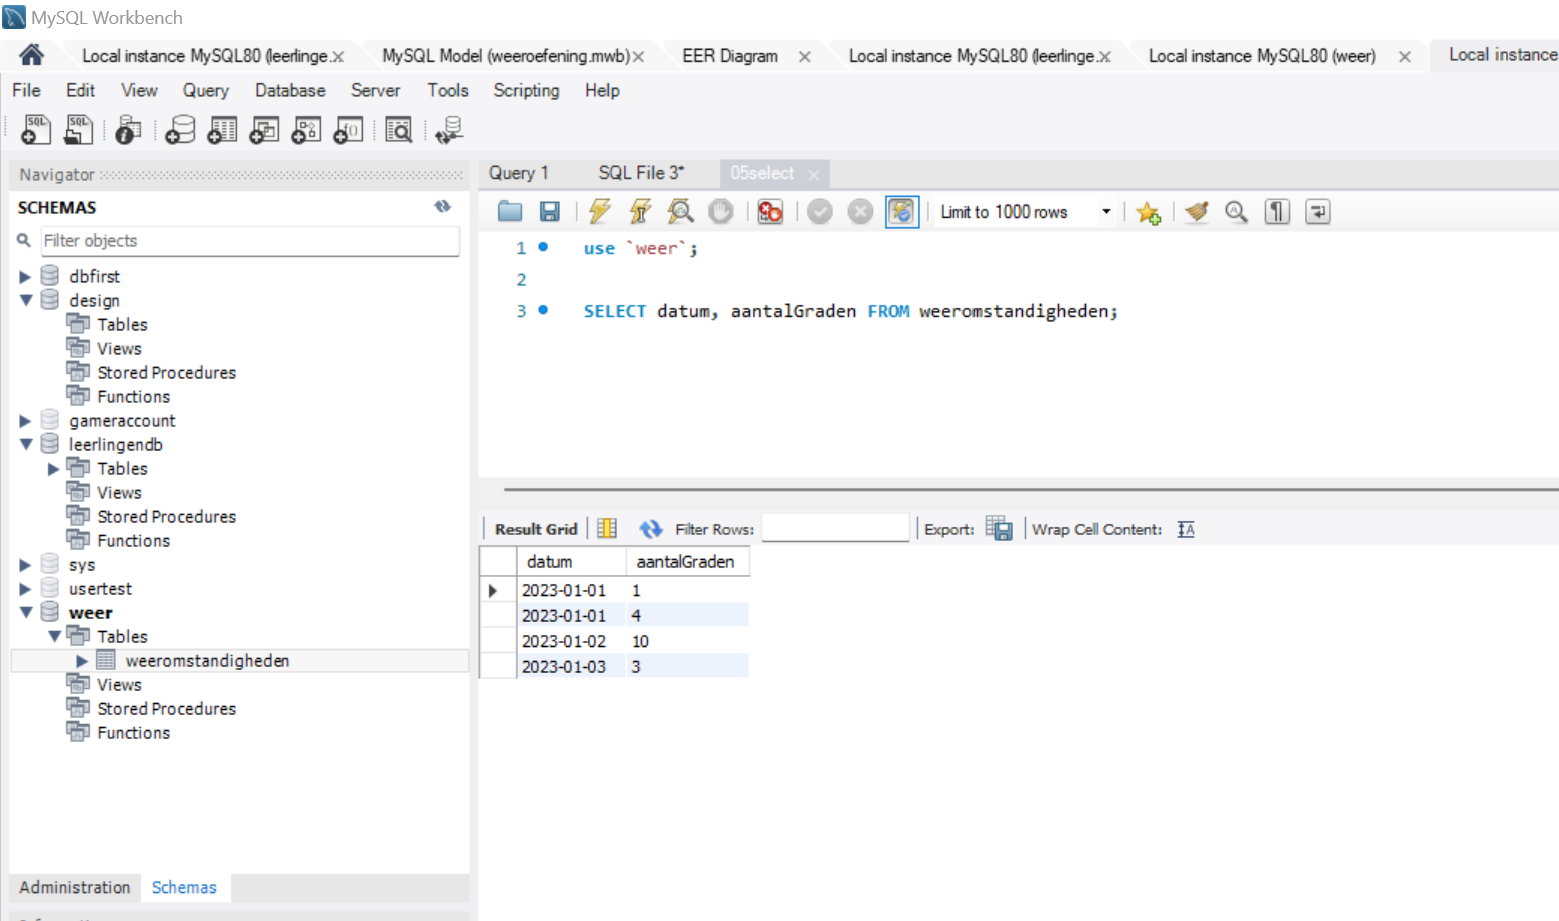 MySQL Workbench
Local instance MySQL80 (leerlinge.x MySQL Model (weeroefening.mwb) EER Diagram Local instance MySQL80 (leerlinge.x Local instance MySQL80 (weer) Local instance
File Edit View Query Database Server Tools Scripting Help
Navigator
SCHEMAS
Filter objects
dbfirst
design
Tables
Views
Stored Procedures
Functions
gameraccount
leerlingendb
Tables
Views
Stored Procedures
Functions
sys
usertest
weer
Tables
weeromstandigheden
Views
Stored Procedures
Functions
Administration Schemas
Query 1 SQL File 3* 05select
Limit to 1000 rows
1 use `weer`;
2
3 SELECT datum, aantalGraden FROM weeromstandigheden;
Result Grid Filter Rows: Export: Wrap Cell Content:
datum aantalGraden
2023-01-01 1
2023-01-01 4
2023-01-02 10
2023-01-03 3